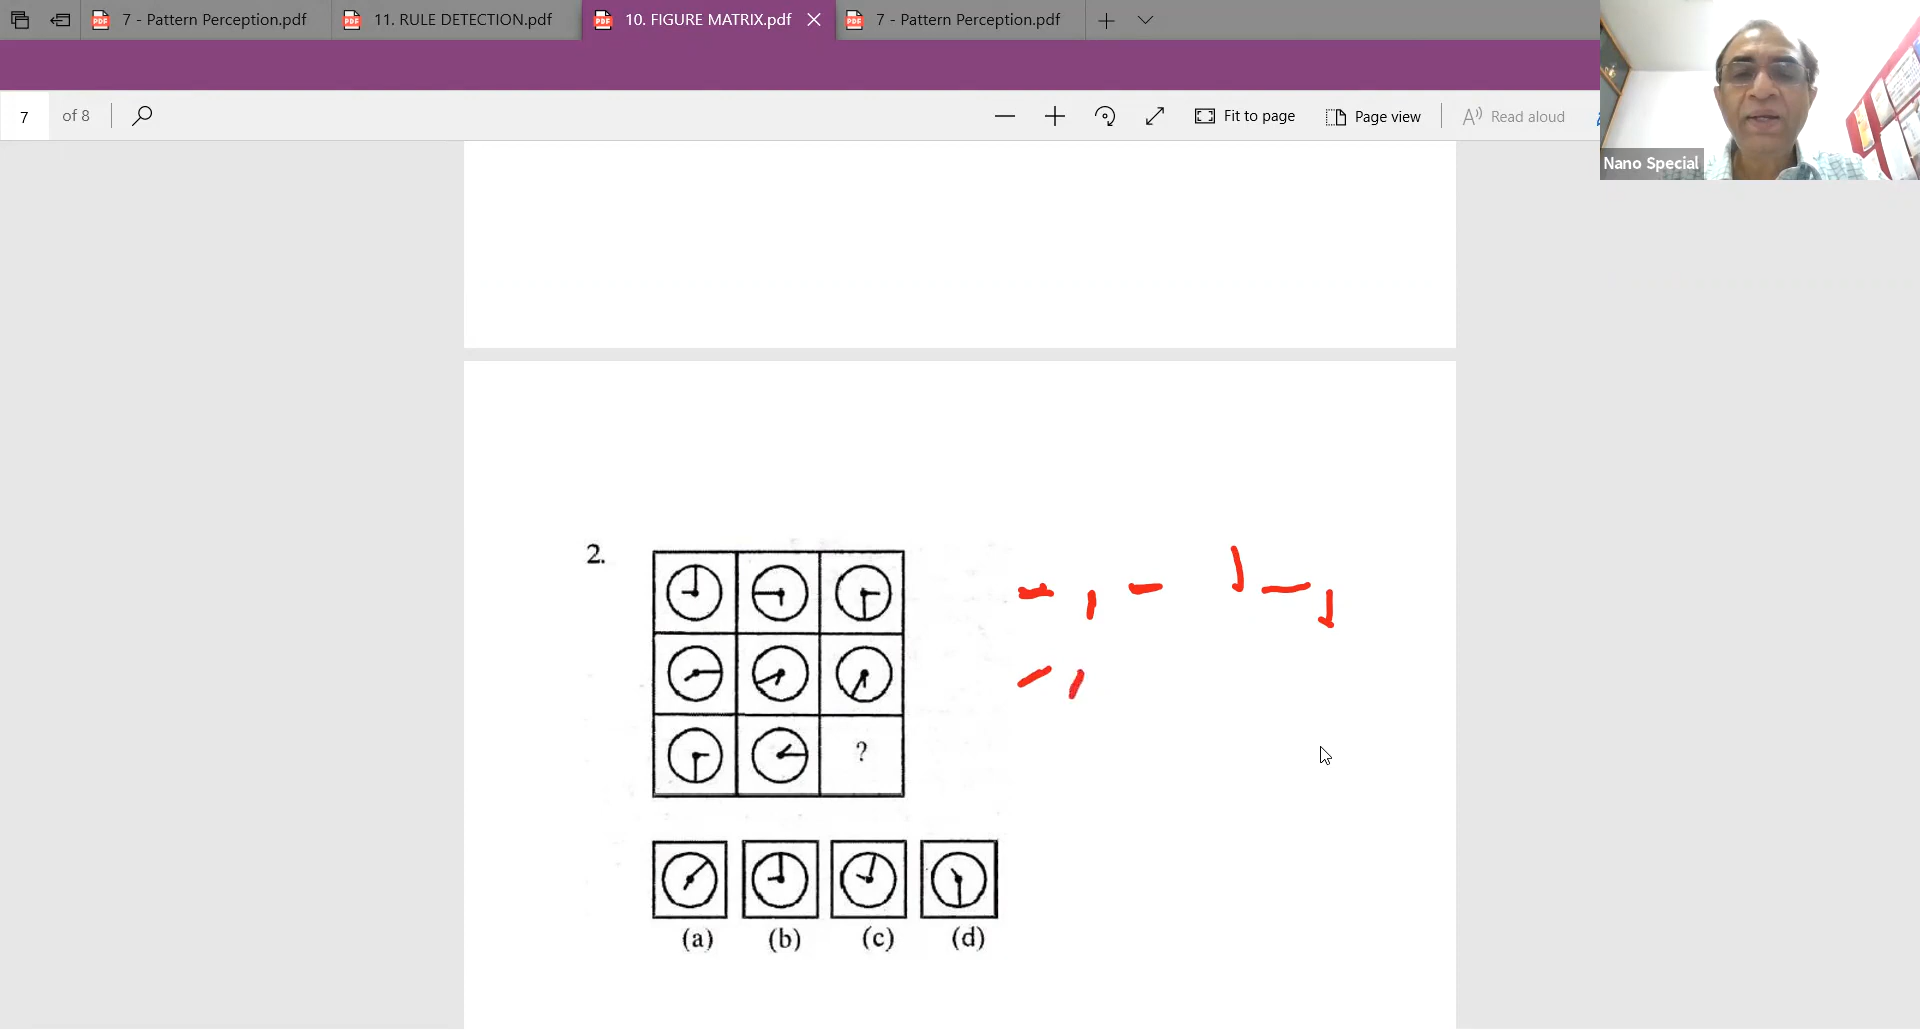 7 - Pattern Perception.pdf
11. RULE DETECTION.pdf
10. FIGURE MATRIX.pdf
7 - Pattern Perception.pdf
7 of 8
Fit to page
Page view
Read aloud
Nano Special
2.
?
(a) (b) (c) (d)